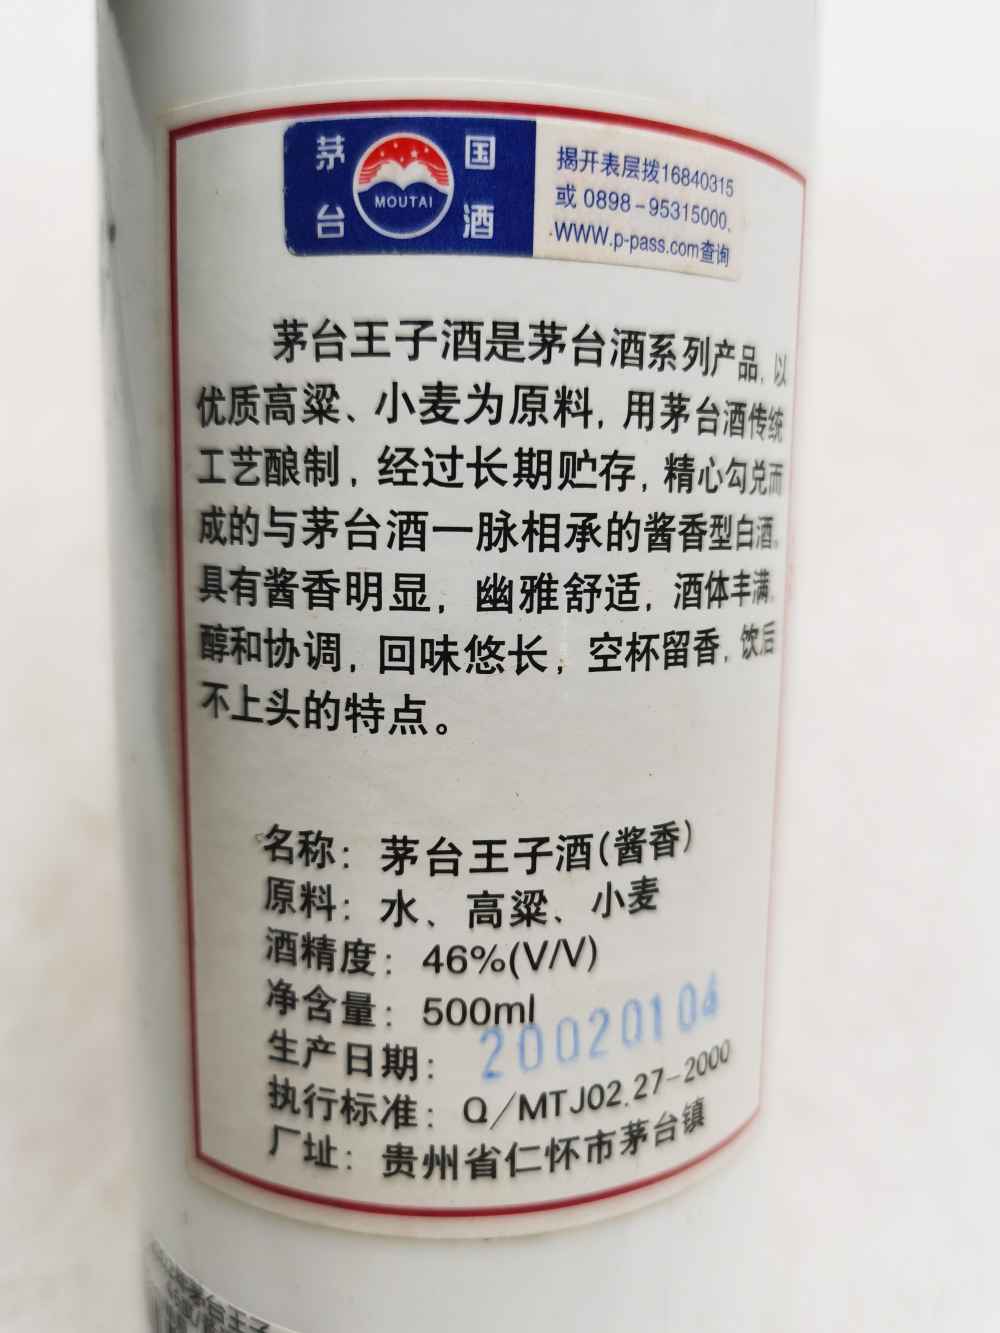 茅 国
台 酒
MOUTAI
揭开表层拨16840315
或 0898-95315000,
WWW.p-pass.com查询
茅台王子酒是茅台酒系列产品,以
优质高粱、小麦为原料,用茅台酒传统
工艺酿制,经过长期贮存,精心勾兑而
成的与茅台酒一脉相承的酱香型白酒。
具有酱香明显,幽雅舒适,酒体丰满,
醇和协调,回味悠长,空杯留香,饮后
不上头的特点。
名称：茅台王子酒(酱香)
原料：水、高粱、小麦
酒精度：46%(V/V)
净含量：500ml
生产日期：20020104
执行标准：Q/MTJ02.27-2000
厂址：贵州省仁怀市茅台镇
茅台王子